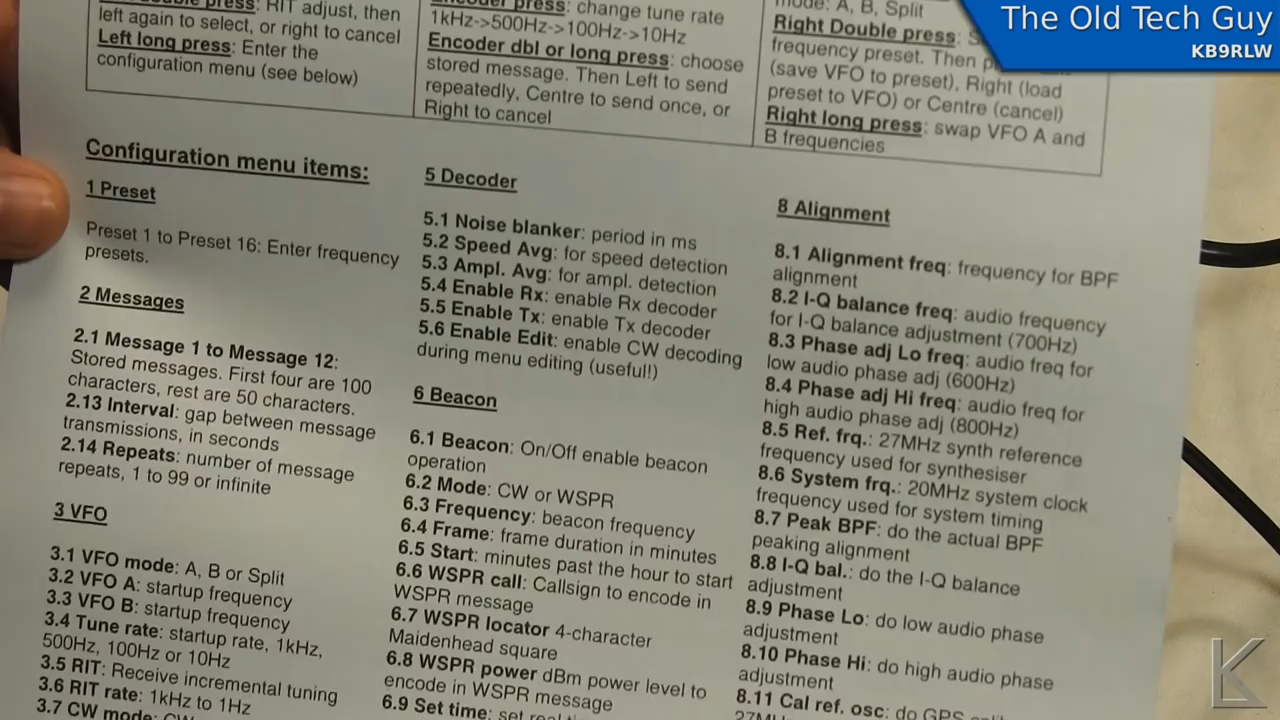 The Old Tech Guy
KB9RLW
press: RIT adjust, then
left again to select, or right to cancel
Left long press: Enter the
configuration menu (see below)
press: change tune rate
1kHz->500Hz->100Hz->10Hz
Encoder dbl or long press: choose
stored message. Then Left to send
repeatedly, Centre to send once, or
Right to cancel
mode: A, B, Split
Right Double press:
frequency preset. Then
(save VFO to preset), Right (load
preset to VFO) or Centre (cancel)
Right long press: swap VFO A and
B frequencies
Configuration menu items:
1 Preset
Preset 1 to Preset 16: Enter frequency
presets.
2 Messages
2.1 Message 1 to Message 12:
Stored messages. First four are 100
characters, rest are 50 characters.
2.13 Interval: gap between message
transmissions, in seconds
2.14 Repeats: number of message
repeats, 1 to 99 or infinite
3 VFO
3.1 VFO mode: A, B or Split
3.2 VFO A: startup frequency
3.3 VFO B: startup frequency
3.4 Tune rate: startup rate, 1kHz,
500Hz, 100Hz or 10Hz
3.5 RIT: Receive incremental tuning
3.6 RIT rate: 1kHz to 1Hz
3.7 CW mode:
5 Decoder
5.1 Noise blanker: period in ms
5.2 Speed Avg: for speed detection
5.3 Ampl. Avg: for ampl. detection
5.4 Enable Rx: enable Rx decoder
5.5 Enable Tx: enable Tx decoder
5.6 Enable Edit: enable CW decoding
during menu editing (useful!)
6 Beacon
6.1 Beacon: On/Off enable beacon
operation
6.2 Mode: CW or WSPR
6.3 Frequency: beacon frequency
6.4 Frame: frame duration in minutes
6.5 Start: minutes past the hour to start
6.6 WSPR call: Callsign to encode in
WSPR message
6.7 WSPR locator 4-character
Maidenhead square
6.8 WSPR power dBm power level to
encode in WSPR message
6.9 Set time:
8 Alignment
8.1 Alignment freq: frequency for BPF
alignment
8.2 I-Q balance freq: audio frequency
for I-Q balance adjustment (700Hz)
8.3 Phase adj Lo freq: audio freq for
low audio phase adj (600Hz)
8.4 Phase adj Hi freq: audio freq for
high audio phase adj (800Hz)
8.5 Ref. frq.: 27MHz synth reference
frequency used for synthesiser
8.6 System frq.: 20MHz system clock
frequency used for system timing
8.7 Peak BPF: do the actual BPF
peaking alignment
8.8 I-Q bal.: do the I-Q balance
adjustment
8.9 Phase Lo: do low audio phase
adjustment
8.10 Phase Hi: do high audio phase
adjustment
8.11 Cal ref. osc: do GPS